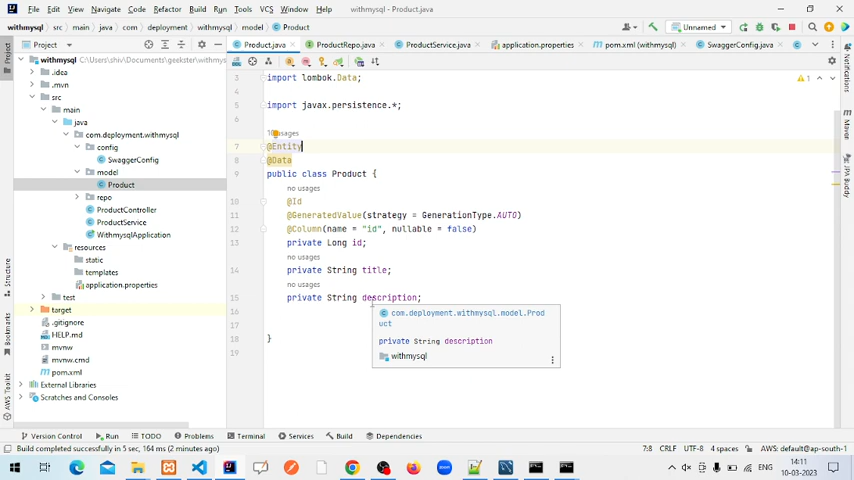 File Edit View Navigate Code Refactor Build Run Tools VCS Window Help withmysql - Product.java
withmysql src main java com deployment withmysql model Product
Unnamed
Project
Product.java ProductRepo.java ProductService.java application.properties pom.xml (withmysql) SwaggerConfig.java
withmysql C:\Users\shiv\Documents\geekster\withmys
.idea
.mvn
src
main
java
com.deployment.withmysql
config
SwaggerConfig
model
Product
repo
ProductController
ProductService
WithmysqlApplication
resources
static
templates
application.properties
test
target
.gitignore
HELP.md
mvnw
mvnw.cmd
pom.xml
External Libraries
Scratches and Consoles
3 import lombok.Data;
4
5 import javax.persistence.*;
6
7 @Entity
8 @Data
9 public class Product {
no usages
10 @Id
11 @GeneratedValue(strategy = GenerationType.AUTO)
12 @Column(name = "id", nullable = false)
13 private Long id;
no usages
14 private String title;
no usages
15 private String description;
16
17
18 }
19
com.deployment.withmysql.model.Prod
uct
private String description
withmysql
1
Project
Structure
Bookmarks
AWS Toolkit
Notifications
Maven
JPA Buddy
Version Control Run TODO Problems Terminal Services Build Dependencies
Build completed successfully in 5 sec, 164 ms (2 minutes ago) 7:8 CRLF UTF-8 4 spaces AWS: default@ap-south-1
ENG
14:11
10-03-2023